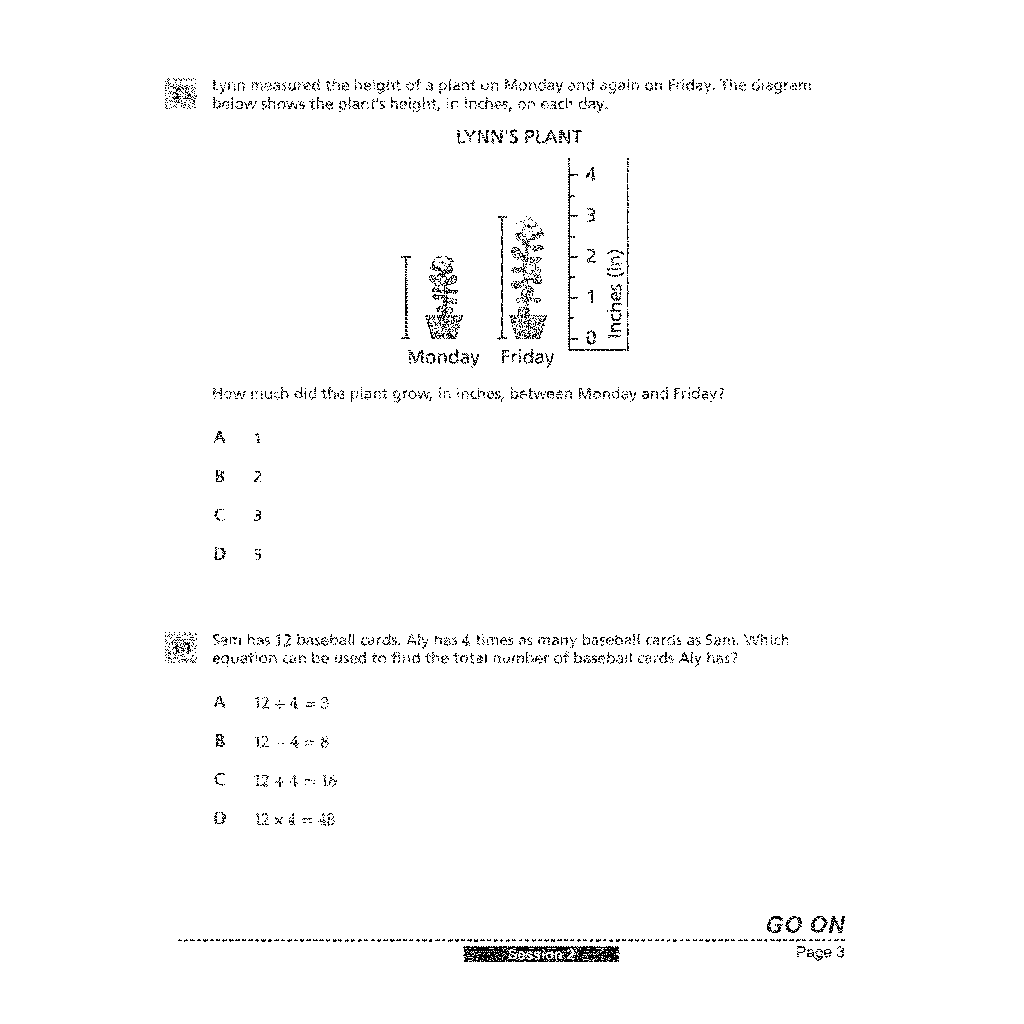 Lynn measured the height of a plant on Monday and again on Friday. The diagram
below shows the plant's height, in inches, on each day.
LYNN'S PLANT
4
3
2
1
0
Inches (in)
Monday Friday
How much did the plant grow, in inches, between Monday and Friday?
A 1
B 2
C 3
D 5
Sam has 12 baseball cards. Aly has 4 times as many baseball cards as Sam. Which
equation can be used to find the total number of baseball cards Aly has?
A 12 ÷ 4 = 3
B 12 − 4 = 8
C 12 + 4 = 16
D 12 × 4 = 48
GO ON
Session 2
Page 3